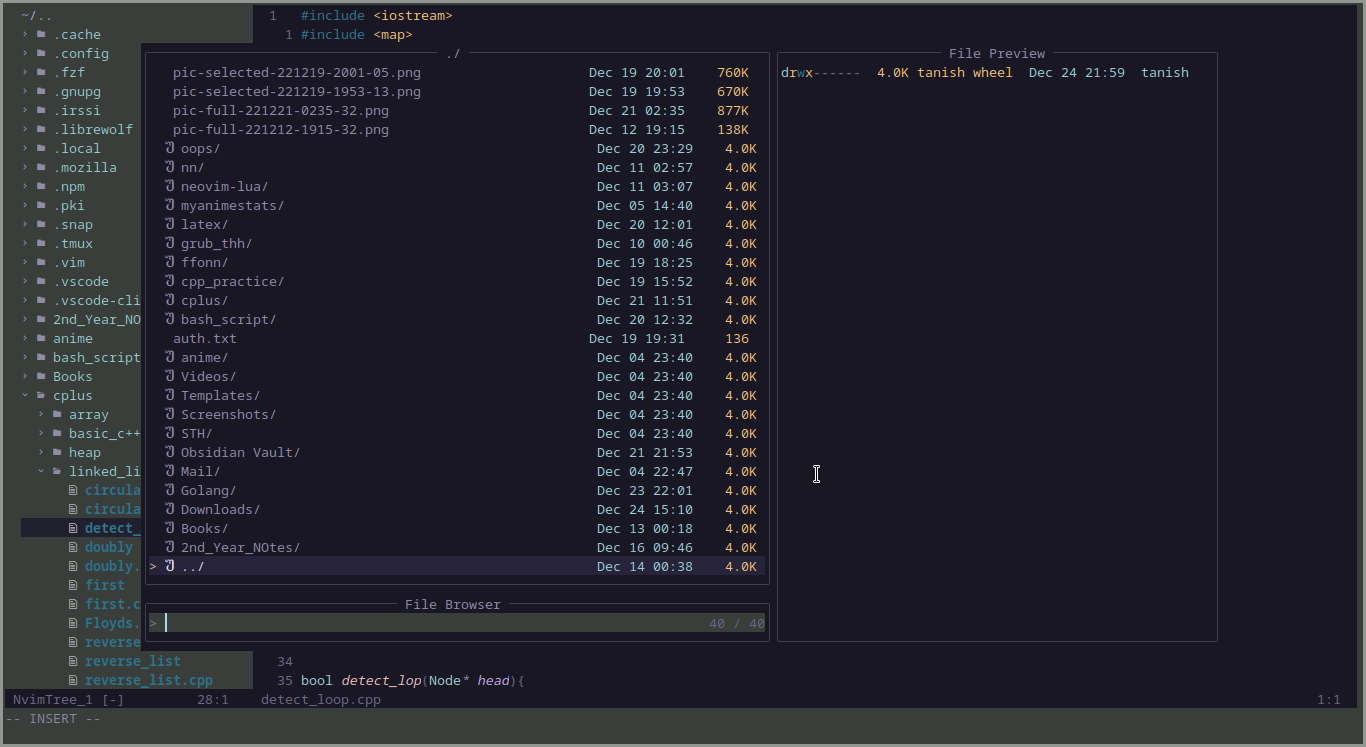 ~/..
› .cache
› .config
› .fzf
› .gnupg
› .irssi
› .librewolf
› .local
› .mozilla
› .npm
› .pki
› .snap
› .tmux
› .vim
› .vscode
› .vscode-cli
› 2nd_Year_NO
› anime
› bash_script
› Books
cplus
› array
› basic_c++
› heap
linked_li
circula
circula
detect_
doubly
doubly.
first
first.c
Floyds.
reverse
reverse_list
reverse_list.cpp
NvimTree_1 [-] 28:1
1 #include <iostream>
1 #include <map>
./
pic-selected-221219-2001-05.png Dec 19 20:01 760K
pic-selected-221219-1953-13.png Dec 19 19:53 670K
pic-full-221221-0235-32.png Dec 21 02:35 877K
pic-full-221212-1915-32.png Dec 12 19:15 138K
oops/ Dec 20 23:29 4.0K
nn/ Dec 11 02:57 4.0K
neovim-lua/ Dec 11 03:07 4.0K
myanimestats/ Dec 05 14:40 4.0K
latex/ Dec 20 12:01 4.0K
grub_thh/ Dec 10 00:46 4.0K
ffonn/ Dec 19 18:25 4.0K
cpp_practice/ Dec 19 15:52 4.0K
cplus/ Dec 21 11:51 4.0K
bash_script/ Dec 20 12:32 4.0K
auth.txt Dec 19 19:31 136
anime/ Dec 04 23:40 4.0K
Videos/ Dec 04 23:40 4.0K
Templates/ Dec 04 23:40 4.0K
Screenshots/ Dec 04 23:40 4.0K
STH/ Dec 04 23:40 4.0K
Obsidian Vault/ Dec 21 21:53 4.0K
Mail/ Dec 04 22:47 4.0K
Golang/ Dec 23 22:01 4.0K
Downloads/ Dec 24 15:10 4.0K
Books/ Dec 13 00:18 4.0K
2nd_Year_NOtes/ Dec 16 09:46 4.0K
> ../ Dec 14 00:38 4.0K
File Browser
> 40 / 40
File Preview
drwx------ 4.0K tanish wheel Dec 24 21:59 tanish
34
35 bool detect_lop(Node* head){
detect_loop.cpp 1:1
-- INSERT --